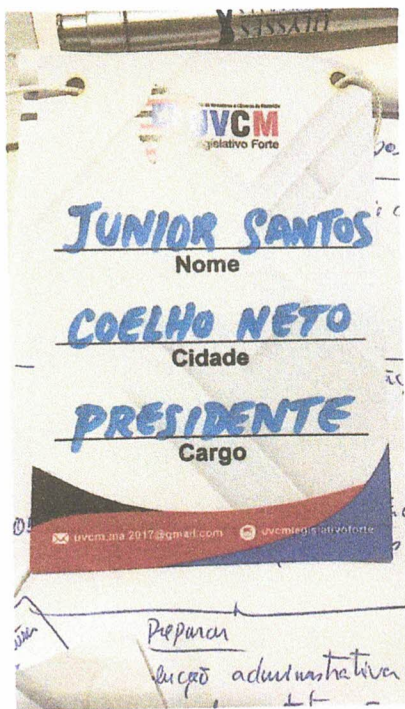 ULYSSES
UVCM
Legislativo Forte
JUNIOR SANTOS
Nome
COELHO NETO
Cidade
PRESIDENTE
Cargo
uvcm.ma.2017@gmail.com uvcmlegislativoforte
Preparar
administrativa